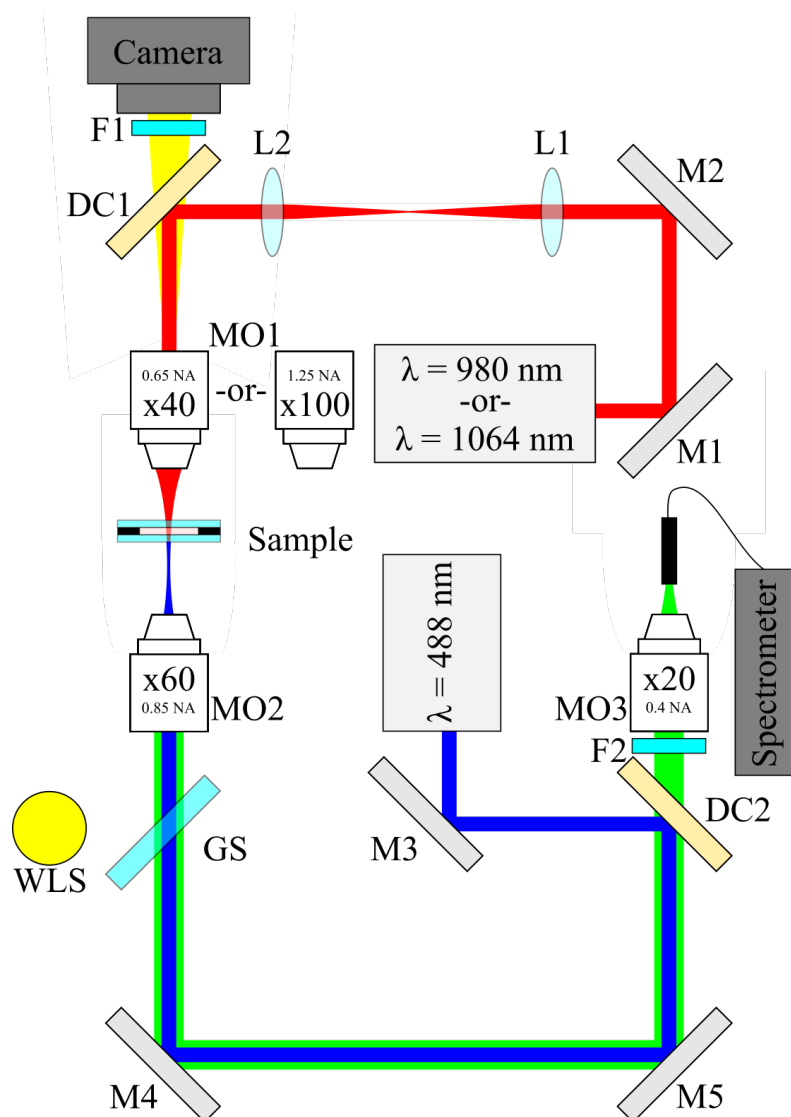 Camera
F1
L2
L1
M2
DC1
MO1
0.65 NA
x40
-or-
1.25 NA
x100
λ = 980 nm
-or-
λ = 1064 nm
M1
Sample
λ = 488 nm
x60
0.85 NA
MO2
x20
0.4 NA
MO3
Spectrometer
F2
DC2
GS
M3
WLS
M4
M5